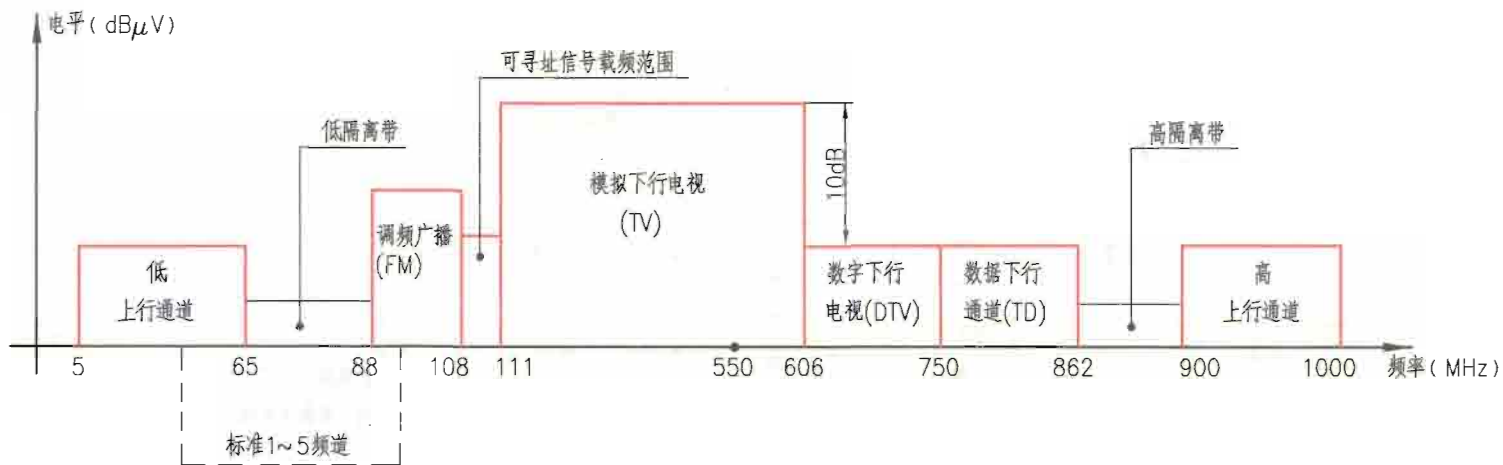 电平(dBμV)
可寻址信号载频范围
低隔离带
高隔离带
10dB
模拟下行电视
(TV)
调频广播
(FM)
低
上行通道
数字下行
电视(DTV)
数据下行
通道(TD)
高
上行通道
5 65 88 108 111 550 606 750 862 900 1000 频率(MHz)
标准1~5频道